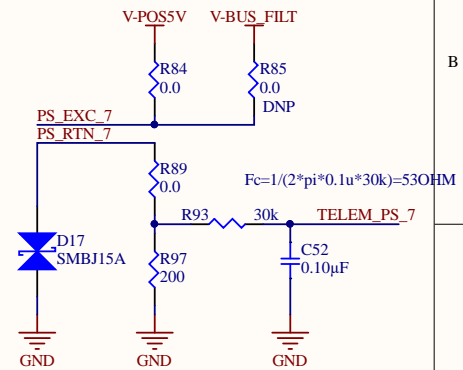 V-POS5V
V-BUS_FILT
R84
0.0
R85
0.0
DNP
B
PS_EXC_7
PS_RTN_7
R89
0.0
Fc=1/(2*pi*0.1u*30k)=53OHM
R93
30k
TELEM_PS_7
D17
SMBJ15A
R97
200
C52
0.10µF
GND
GND
GND